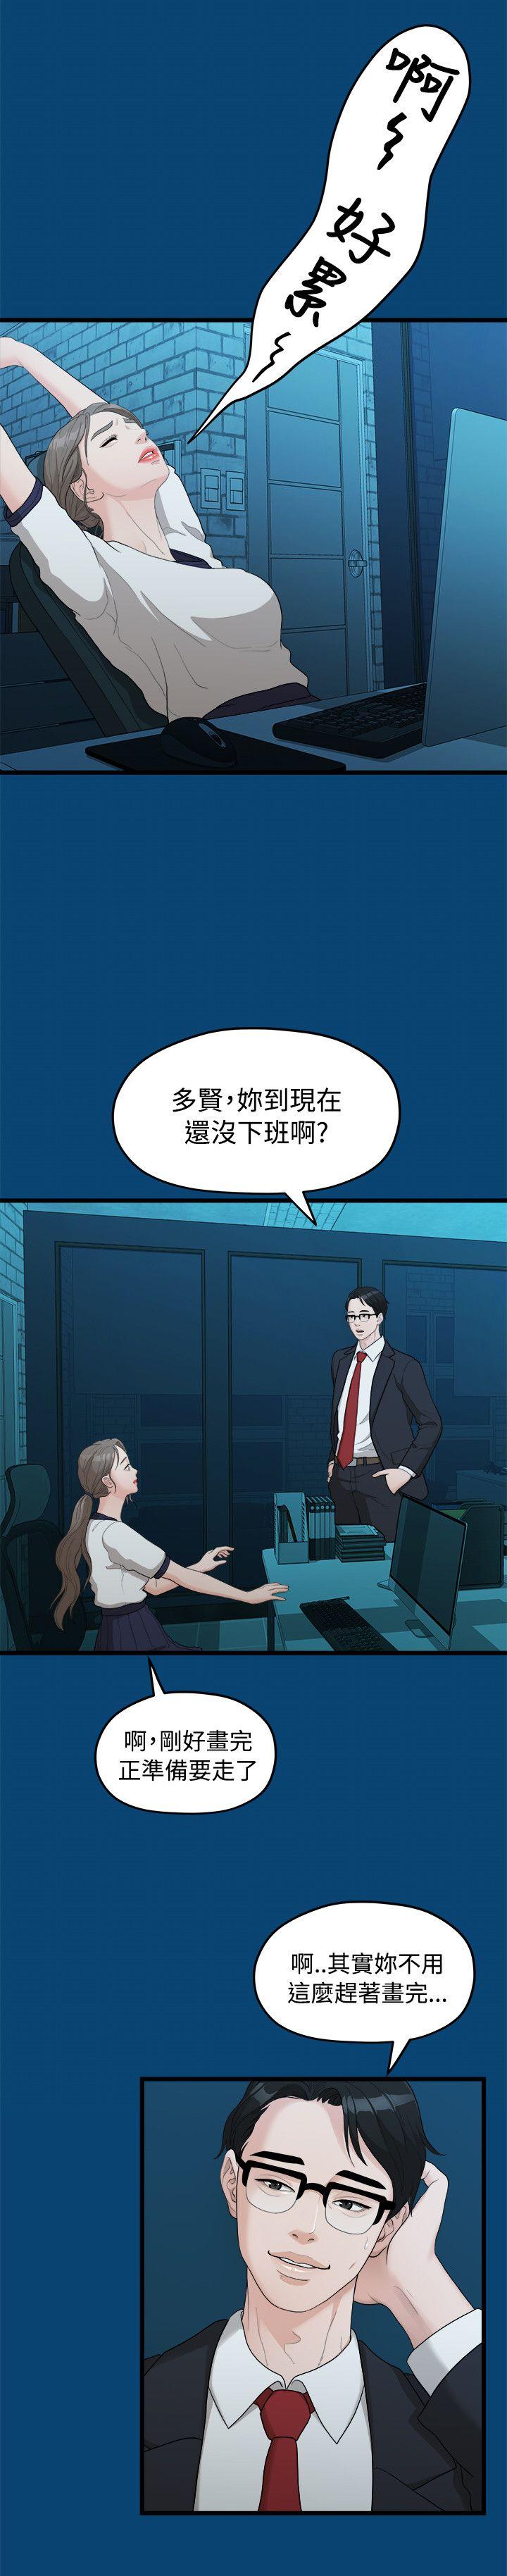 啊~
好累~
多賢，妳到現在
還沒下班啊?
啊，剛好畫完
正準備要走了
啊..其實妳不用
這麼趕著畫完...